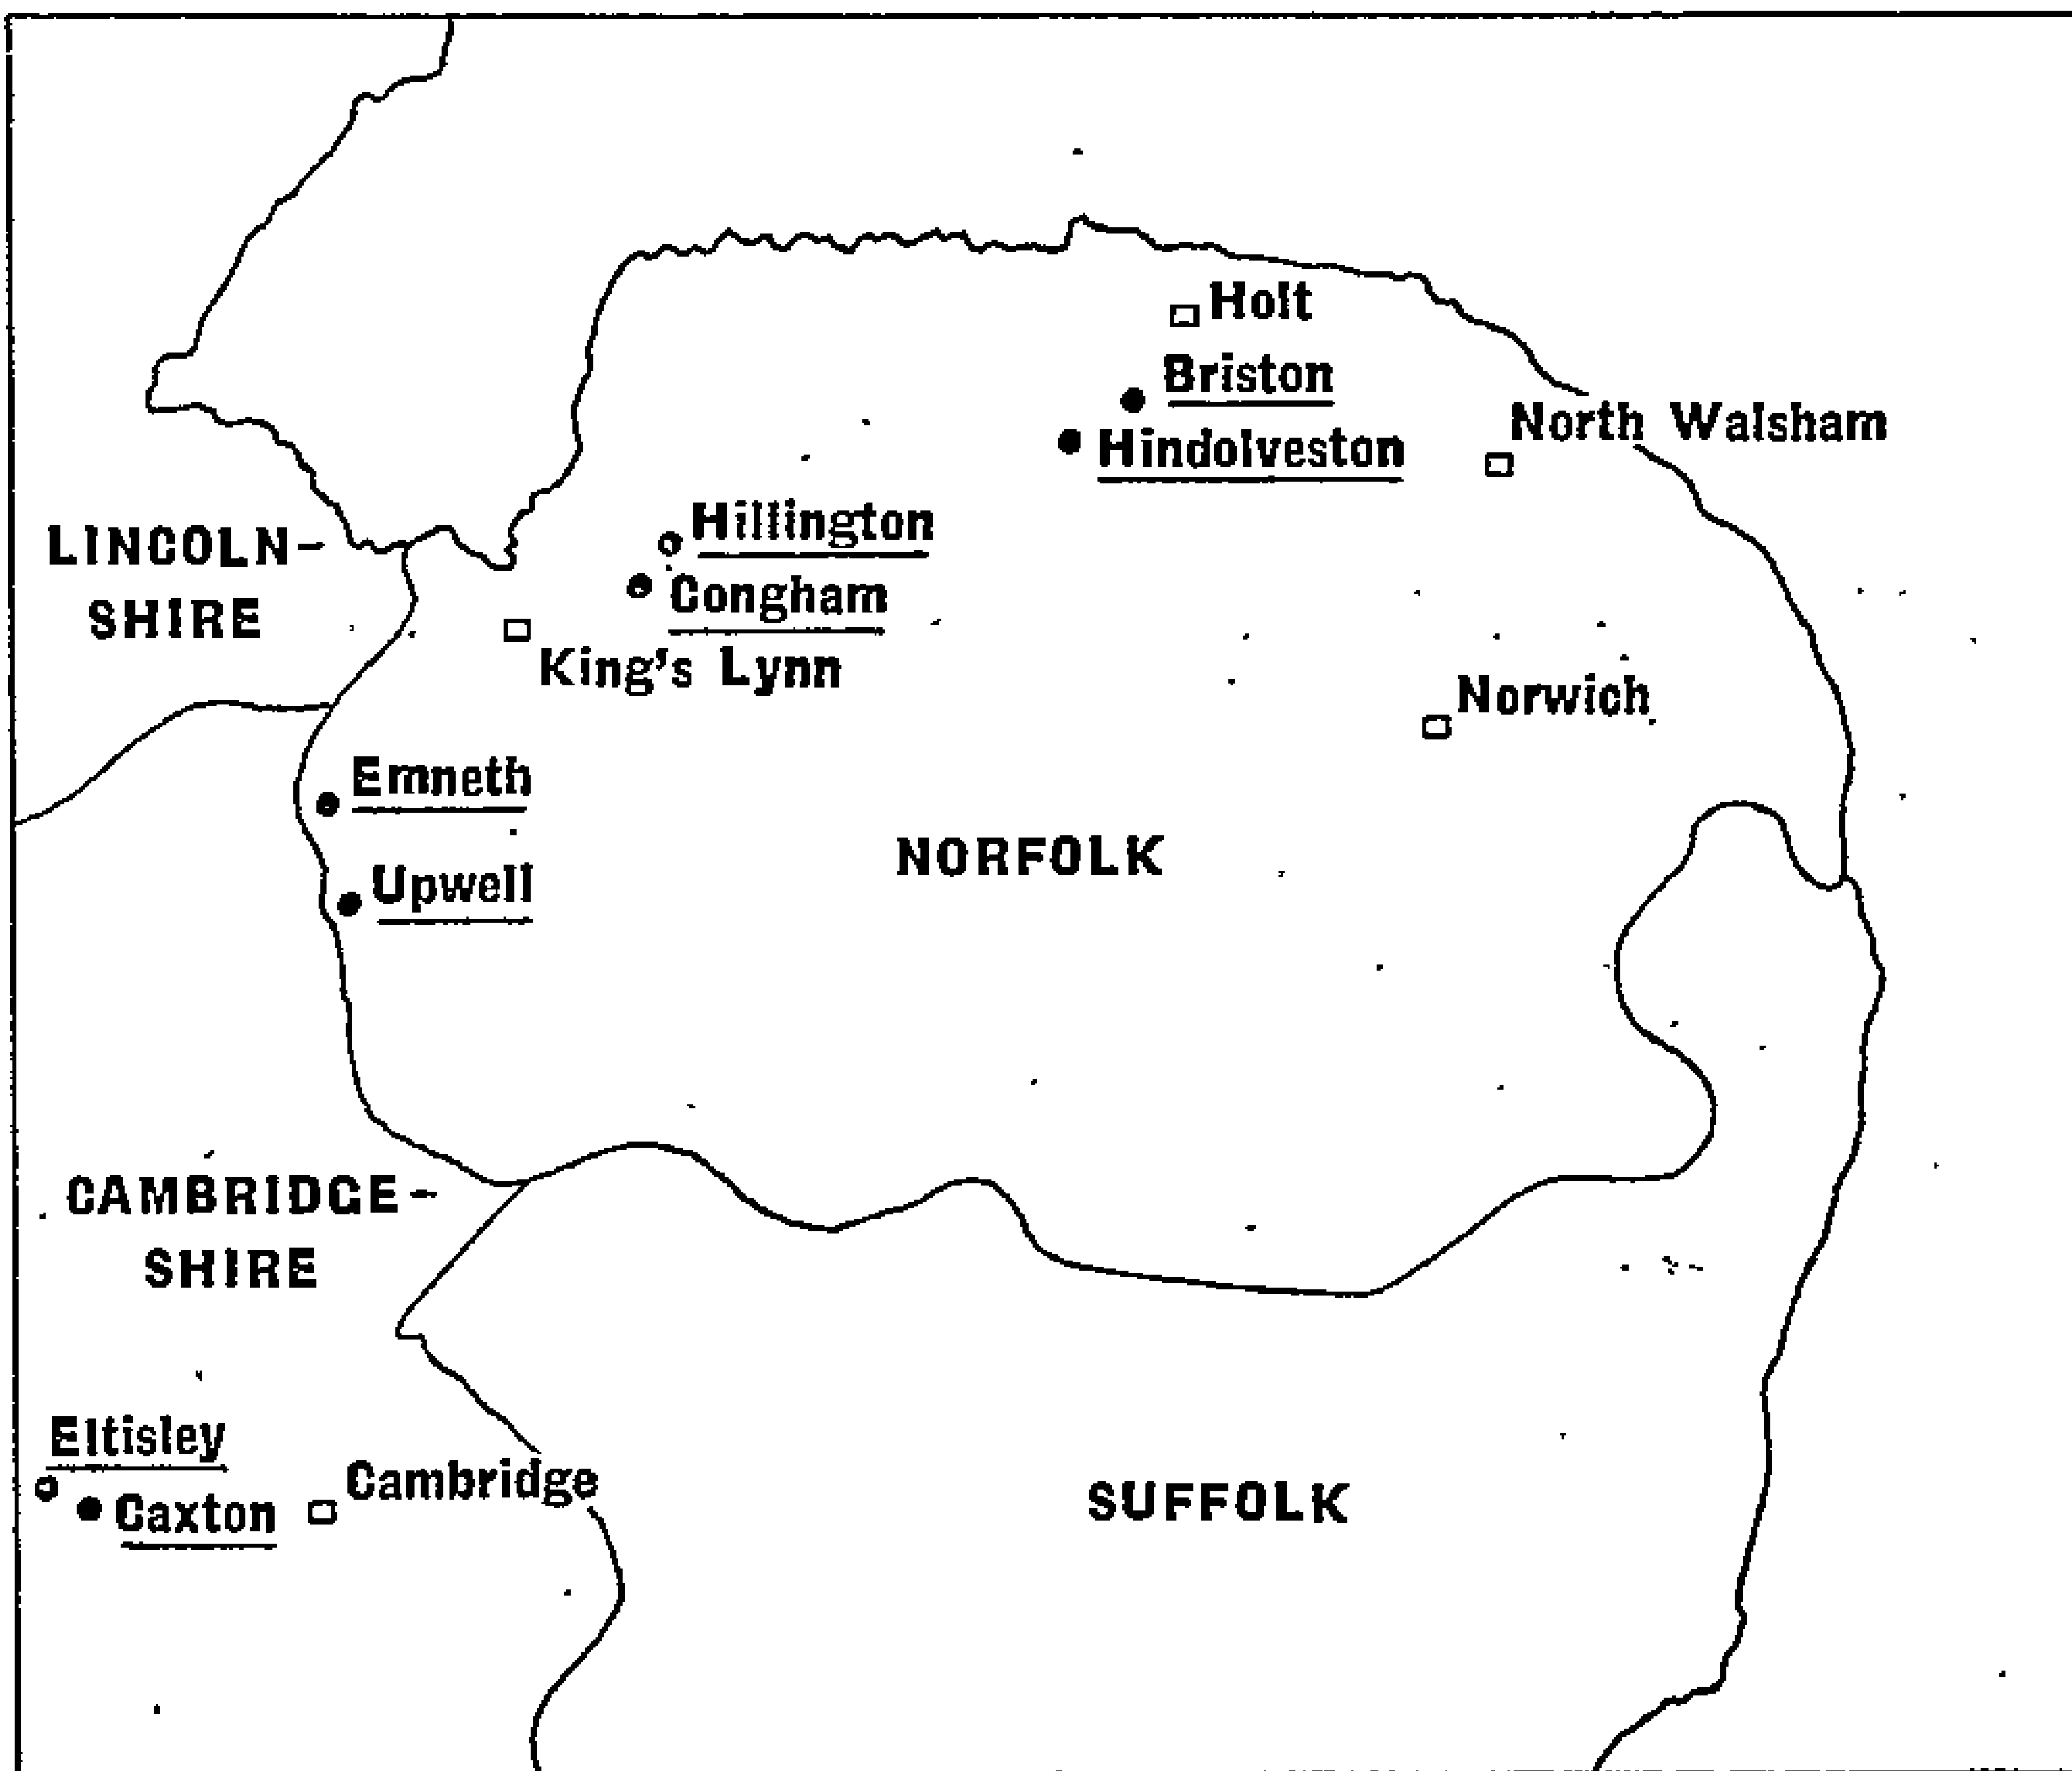 Holt
Briston
North Walsham
Hindolveston
Hillington
LINCOLN-
SHIRE
Congham
King's Lynn
Norwich
Emneth
NORFOLK
Upwell
CAMBRIDGE-
SHIRE
Eltisley
Cambridge
Caxton
SUFFOLK